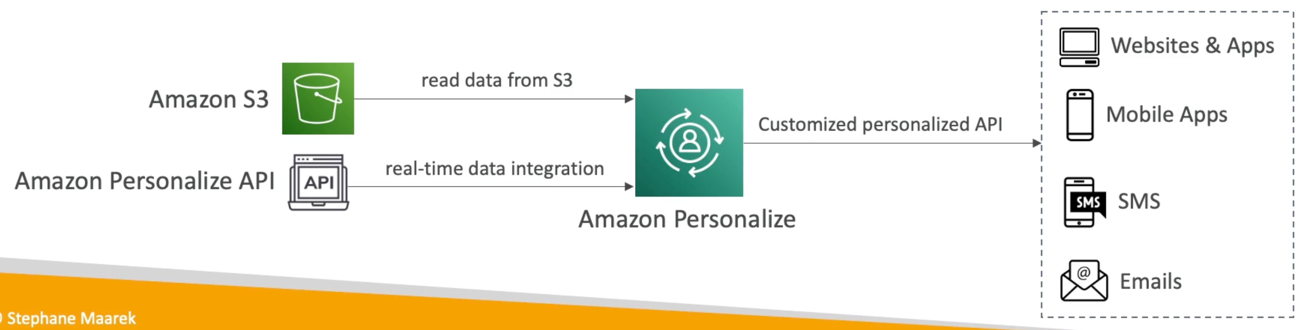 Amazon S3
read data from S3
Amazon Personalize API
API
real-time data integration
Amazon Personalize
Customized personalized API
Websites & Apps
Mobile Apps
SMS
SMS
@
Emails
Stephane Maarek